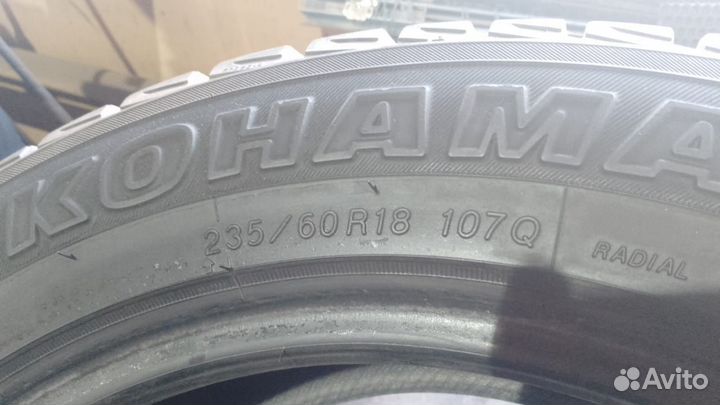 KOHAMA
235/60R18 107Q
RADIAL
Avito